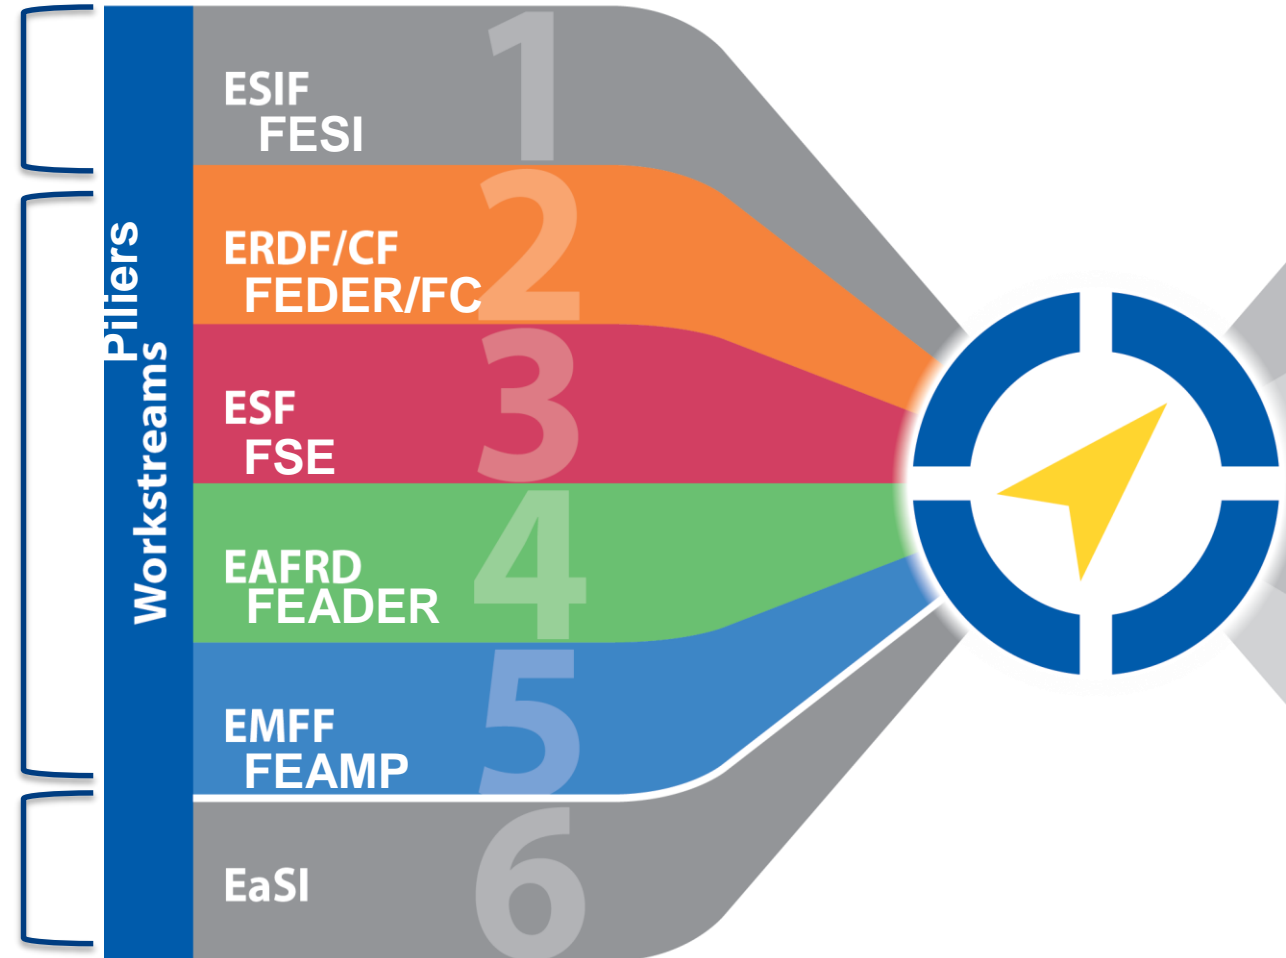 Piliers
Workstreams
1
ESIF
FESI
2
ERDF/CF
FEDER/FC
3
ESF
FSE
4
EAFRD
FEADER
5
EMFF
FEAMP
6
EaSI